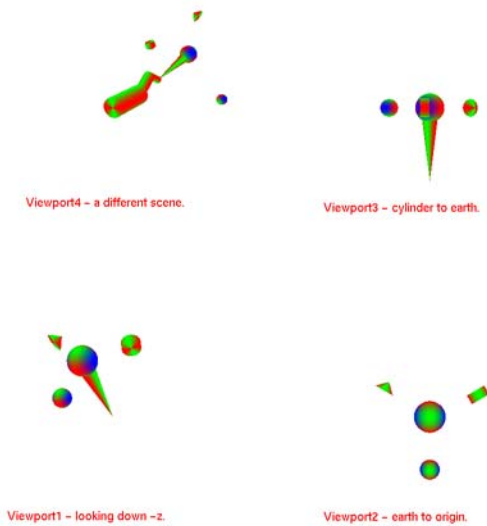 Viewport4 - a different scene.
Viewport3 - cylinder to earth.
Viewport1 - looking down -z.
Viewport2 - earth to origin.